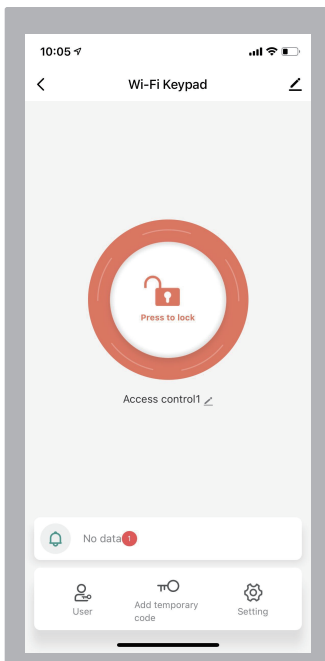 10:05
Wi-Fi Keypad
Press to lock
Access control1
No data 1
User
Add temporary
code
Setting